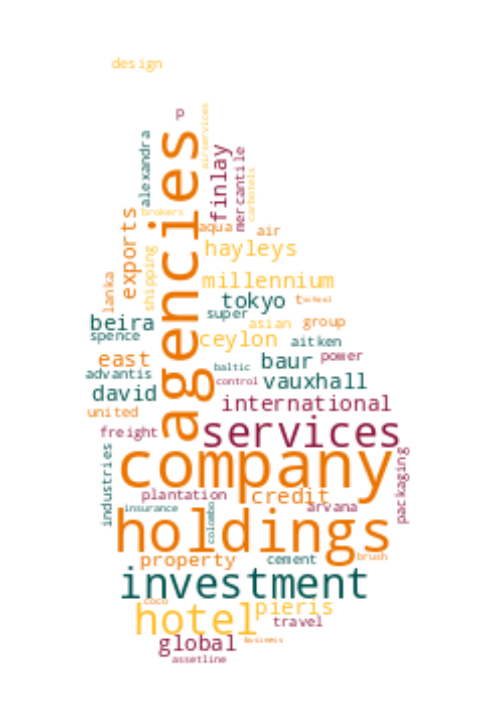 design
p
airservices
alexandra
agencies
finlay
mercantile
carbotels
brokers
exports
aqua
air
hayleys
shipping
lanka
millennium
tokyo
t
school
super
beira
asian
group
spence
ceylon
aitken
east
baur
power
baltic
advantis
control
vauxhall
david
international
united
freight
services
company
packaging
industries
plantation
credit
insurance
colombo
arvana
holdings
property
cement
brush
investment
coco
hotel
pieris
travel
global
business
assetline